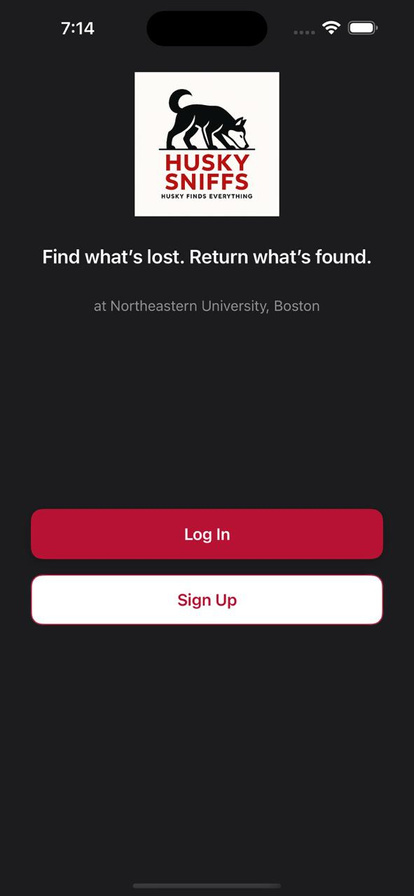 7:14
HUSKY
SNIFFS
HUSKY FINDS EVERYTHING
Find what’s lost. Return what’s found.
at Northeastern University, Boston
Log In
Sign Up